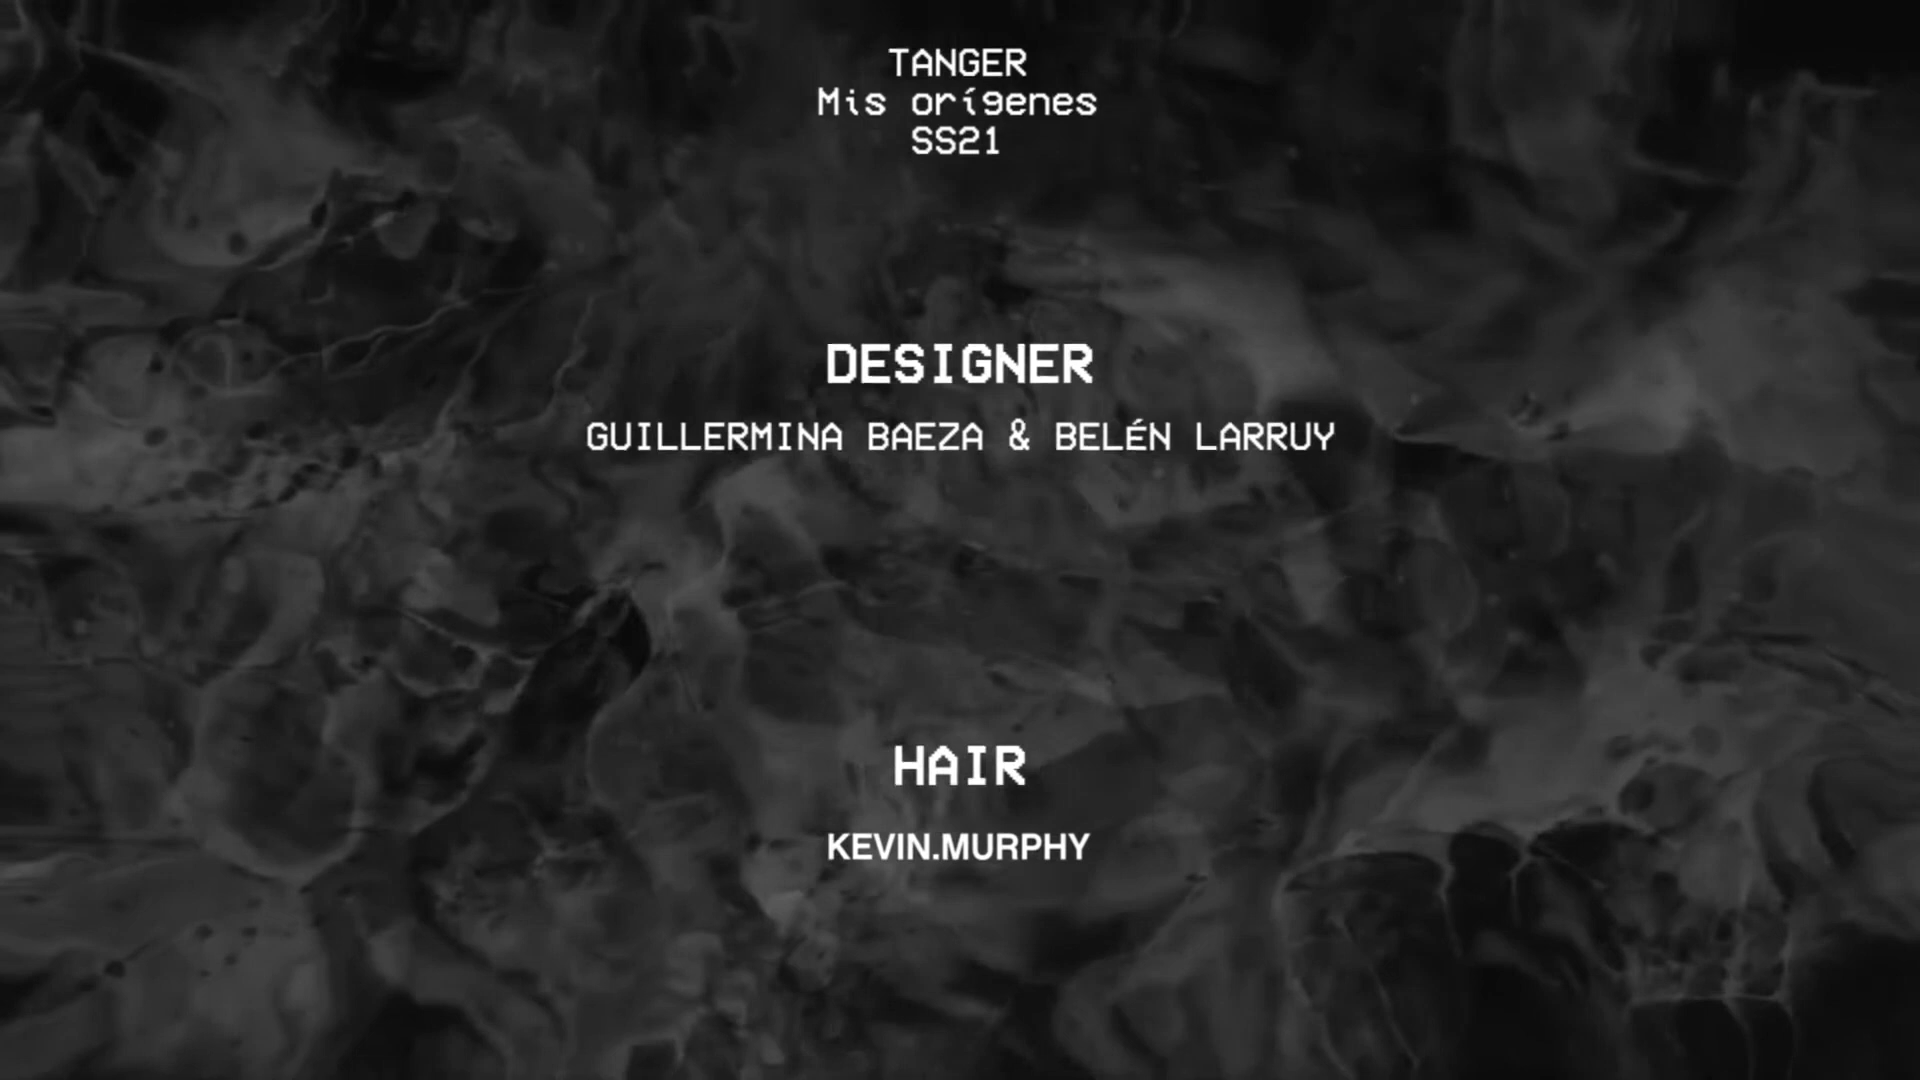 TANGER
Mis orígenes
SS21
DESIGNER
GUILLERMINA BAEZA & BELÉN LARRUY
HAIR
KEVIN.MURPHY